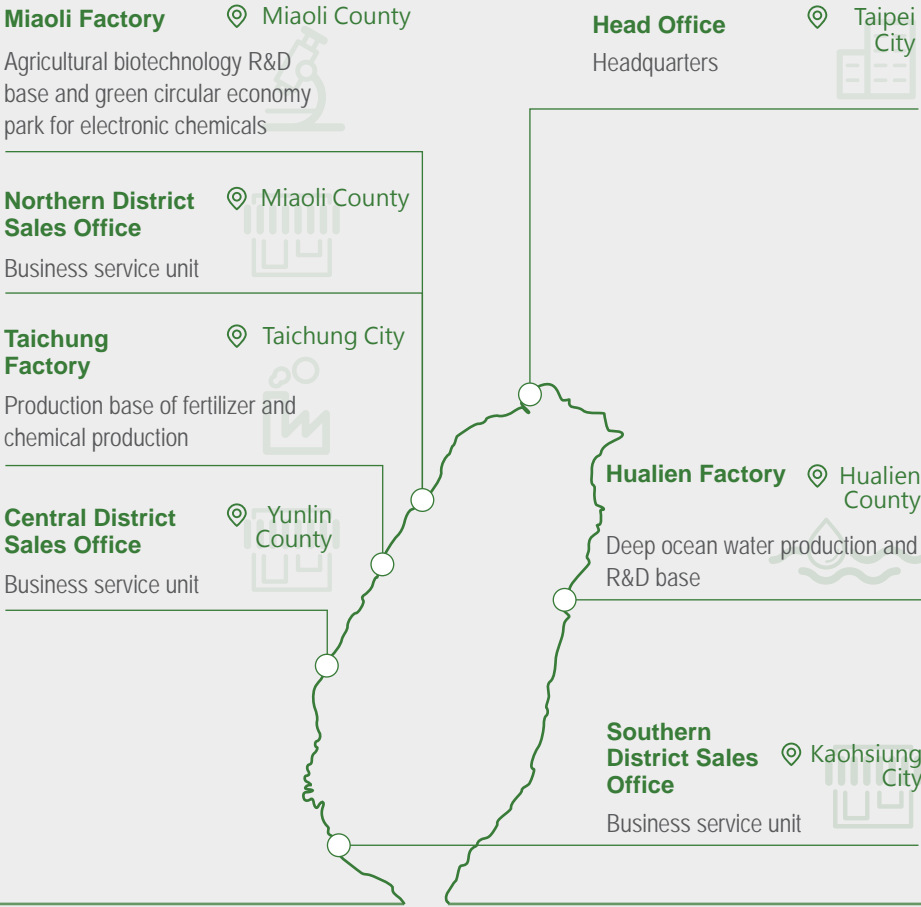 Miaoli Factory
Miaoli County
Agricultural biotechnology R&D
base and green circular economy
park for electronic chemicals
Northern District
Sales Office
Miaoli County
Business service unit
Taichung
Factory
Taichung City
Production base of fertilizer and
chemical production
Central District
Sales Office
Yunlin
County
Business service unit
Head Office
Taipei
City
Headquarters
Hualien Factory
Hualien
County
Deep ocean water production and
R&D base
Southern
District Sales
Office
Kaohsiung
City
Business service unit